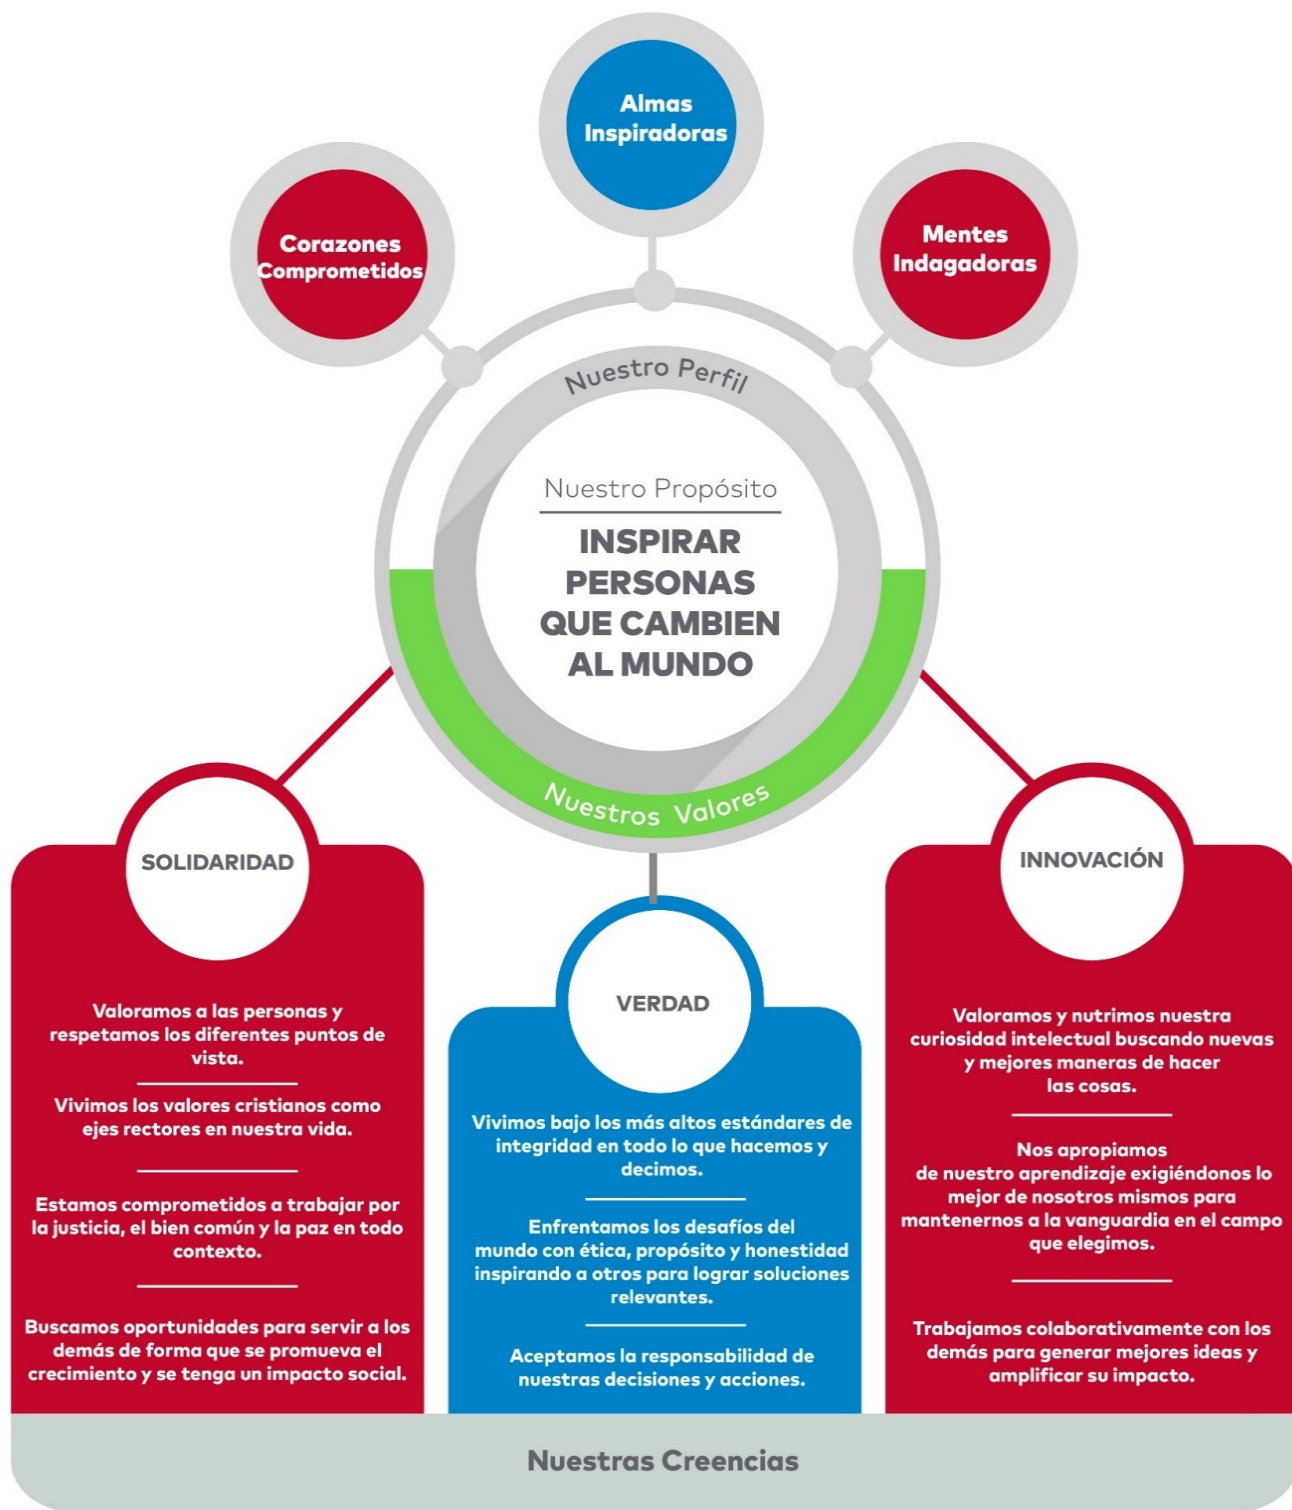 Almas
Inspiradoras
Corazones
Comprometidos
Mentes
Indagadoras
Nuestro Perfil
Nuestro Propósito
INSPIRAR
PERSONAS
QUE CAMBIEN
AL MUNDO
Nuestros Valores
SOLIDARIDAD
Valoramos a las personas y
respetamos los diferentes puntos de
vista.
Vivimos los valores cristianos como
ejes rectores en nuestra vida.
Estamos comprometidos a trabajar por
la justicia, el bien común y la paz en todo
contexto.
Buscamos oportunidades para servir a los
demás de forma que se promueva el
crecimiento y se tenga un impacto social.
VERDAD
Vivimos bajo los más altos estándares de
integridad en todo lo que hacemos y
decimos.
Enfrentamos los desafíos del
mundo con ética, propósito y honestidad
inspirando a otros para lograr soluciones
relevantes.
Aceptamos la responsabilidad de
nuestras decisiones y acciones.
INNOVACIÓN
Valoramos y nutrimos nuestra
curiosidad intelectual buscando nuevas
y mejores maneras de hacer
las cosas.
Nos apropiamos
de nuestro aprendizaje exigiéndonos lo
mejor de nosotros mismos para
mantenernos a la vanguardia en el campo
que elegimos.
Trabajamos colaborativamente con los
demás para generar mejores ideas y
amplificar su impacto.
Nuestras Creencias